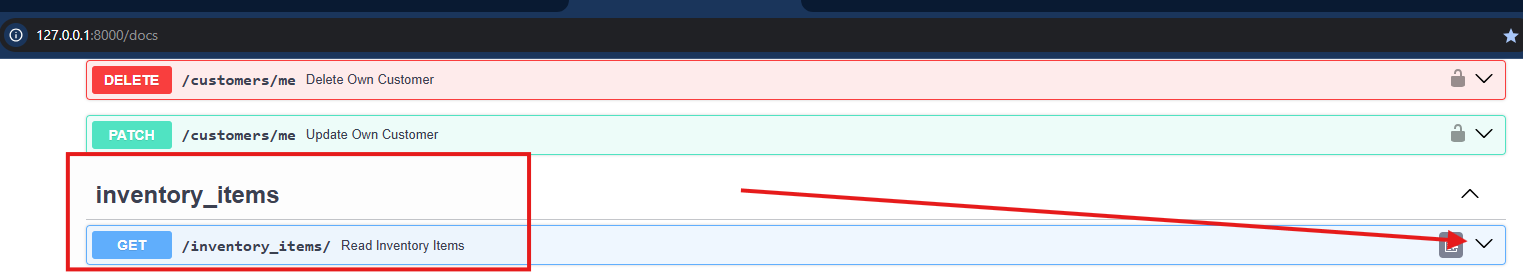 127.0.0.1:8000/docs
DELETE /customers/me Delete Own Customer
PATCH /customers/me Update Own Customer
inventory_items
GET /inventory_items/ Read Inventory Items